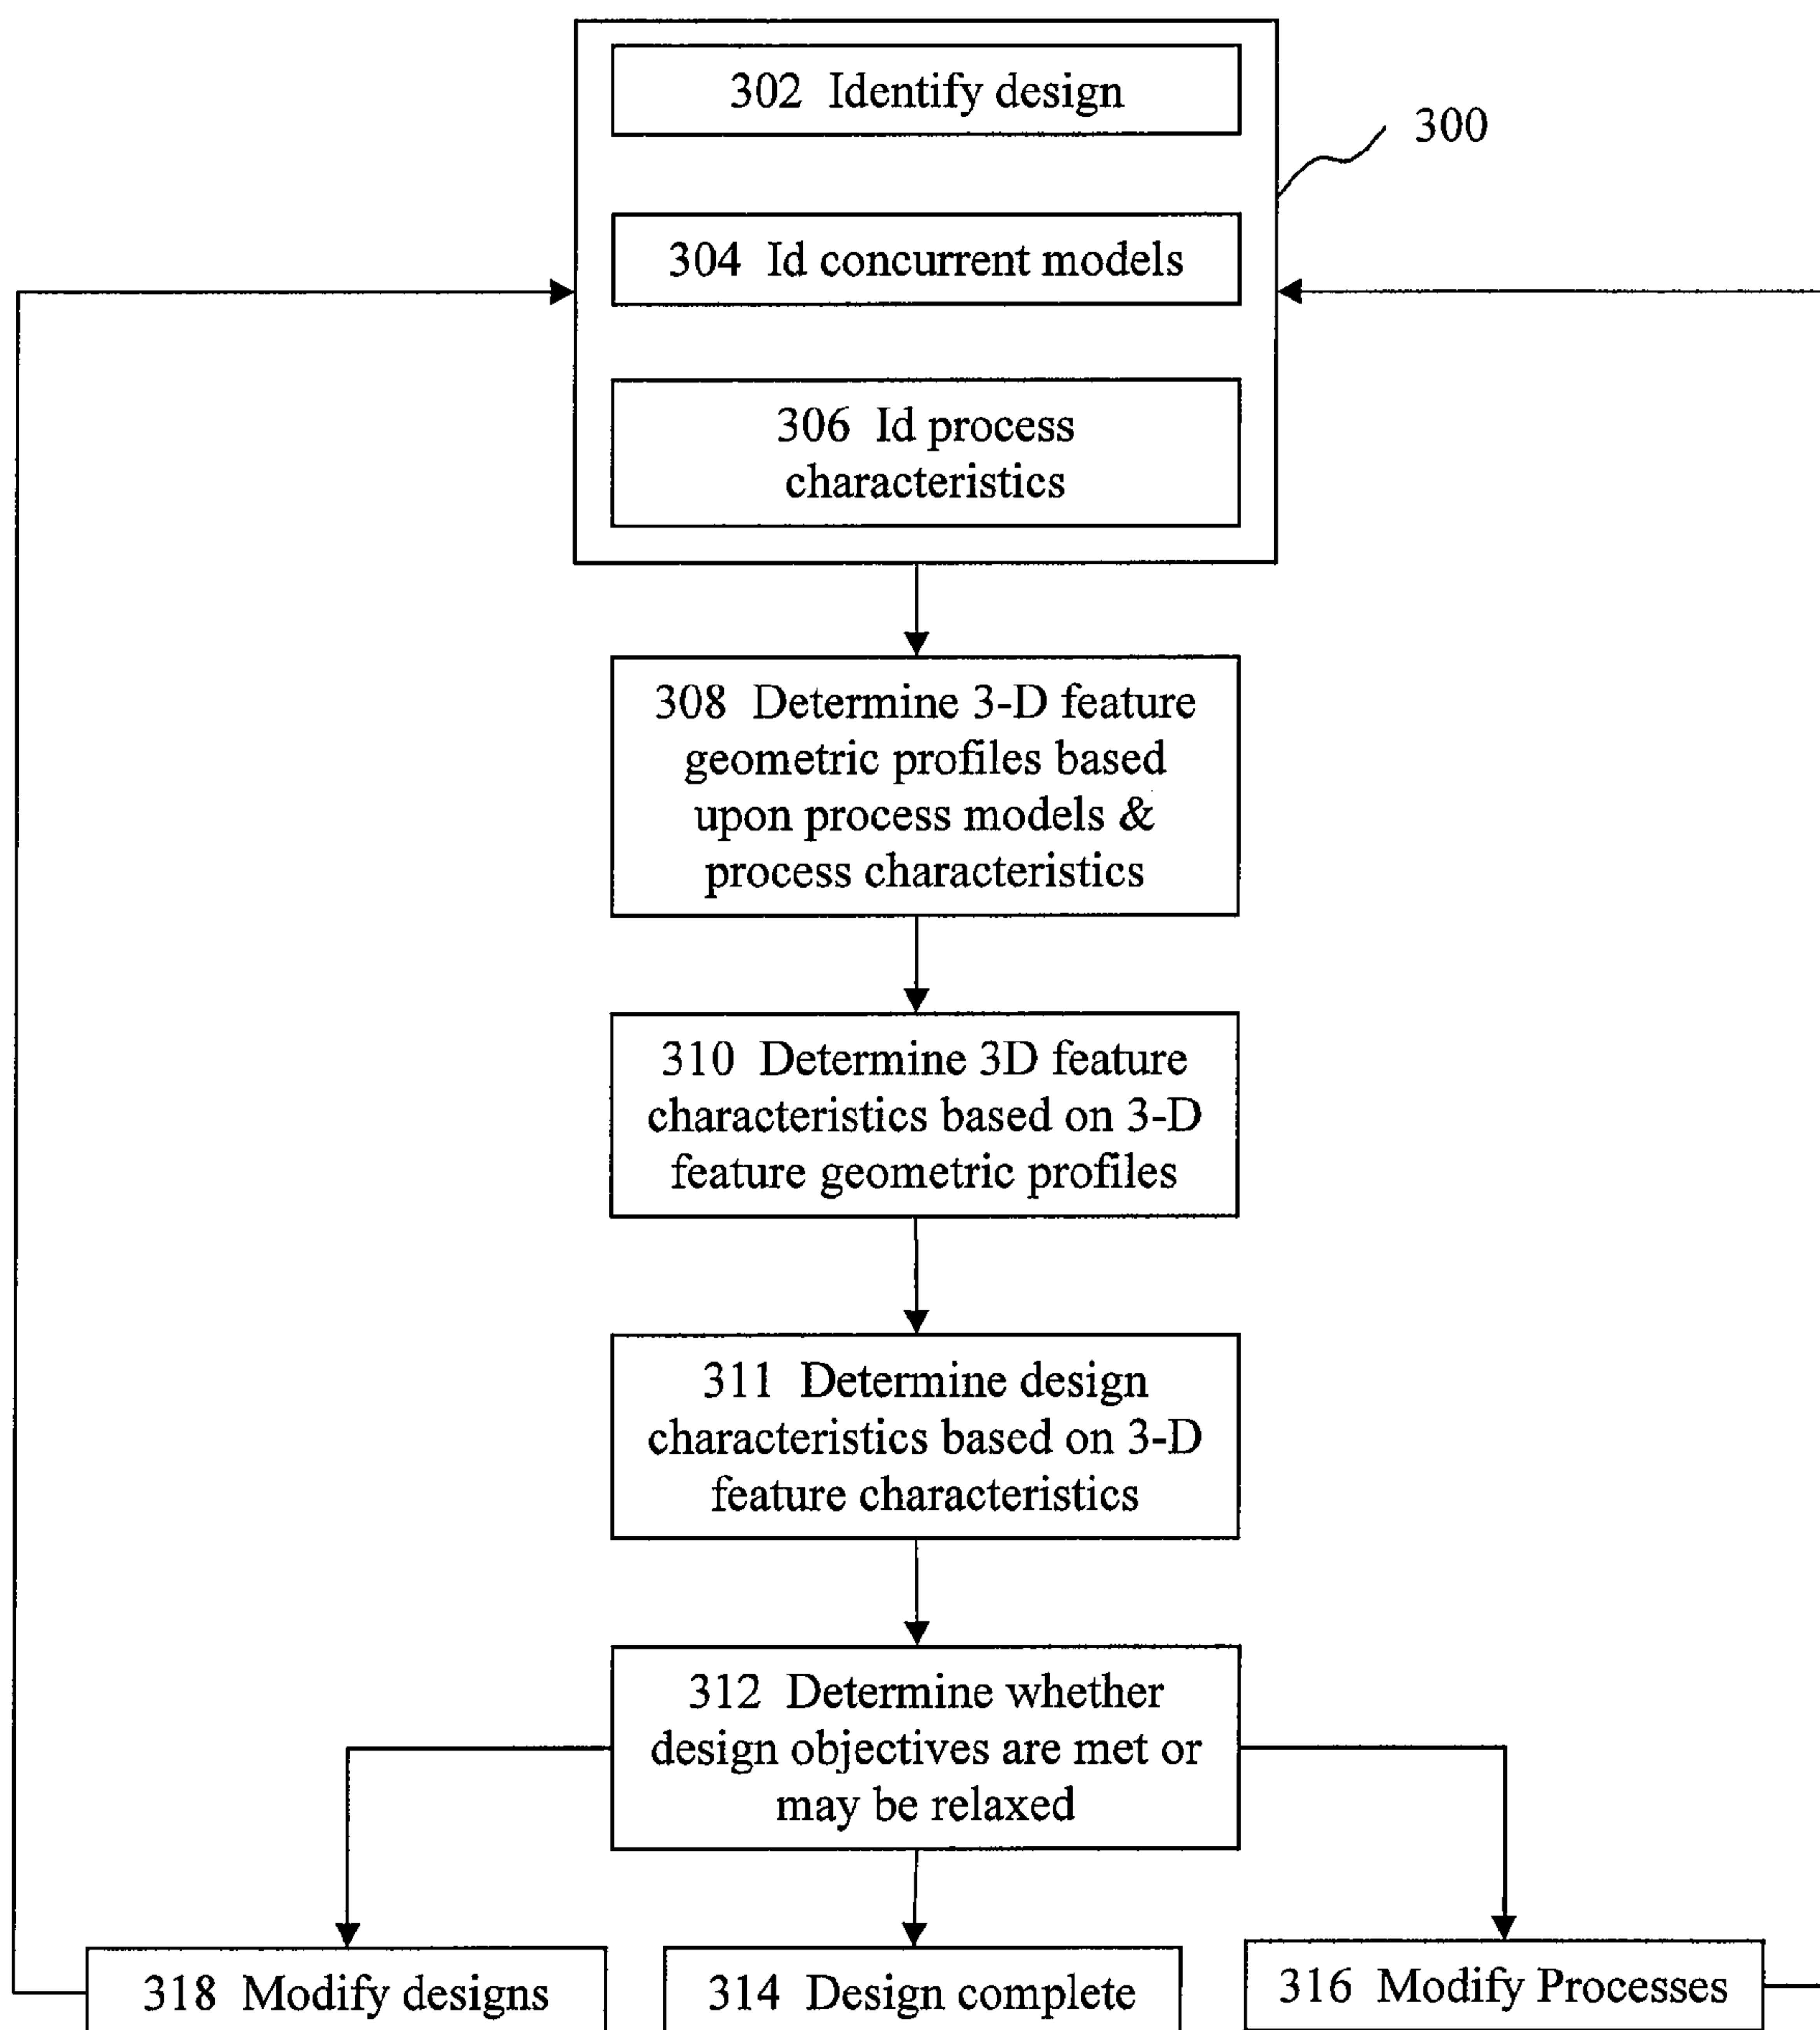 302 Identify design
300
304 Id concurrent models
306 Id process
characteristics
308 Determine 3-D feature
geometric profiles based
upon process models &
process characteristics
310 Determine 3D feature
characteristics based on 3-D
feature geometric profiles
311 Determine design
characteristics based on 3-D
feature characteristics
312 Determine whether
design objectives are met or
may be relaxed
318 Modify designs
314 Design complete
316 Modify Processes